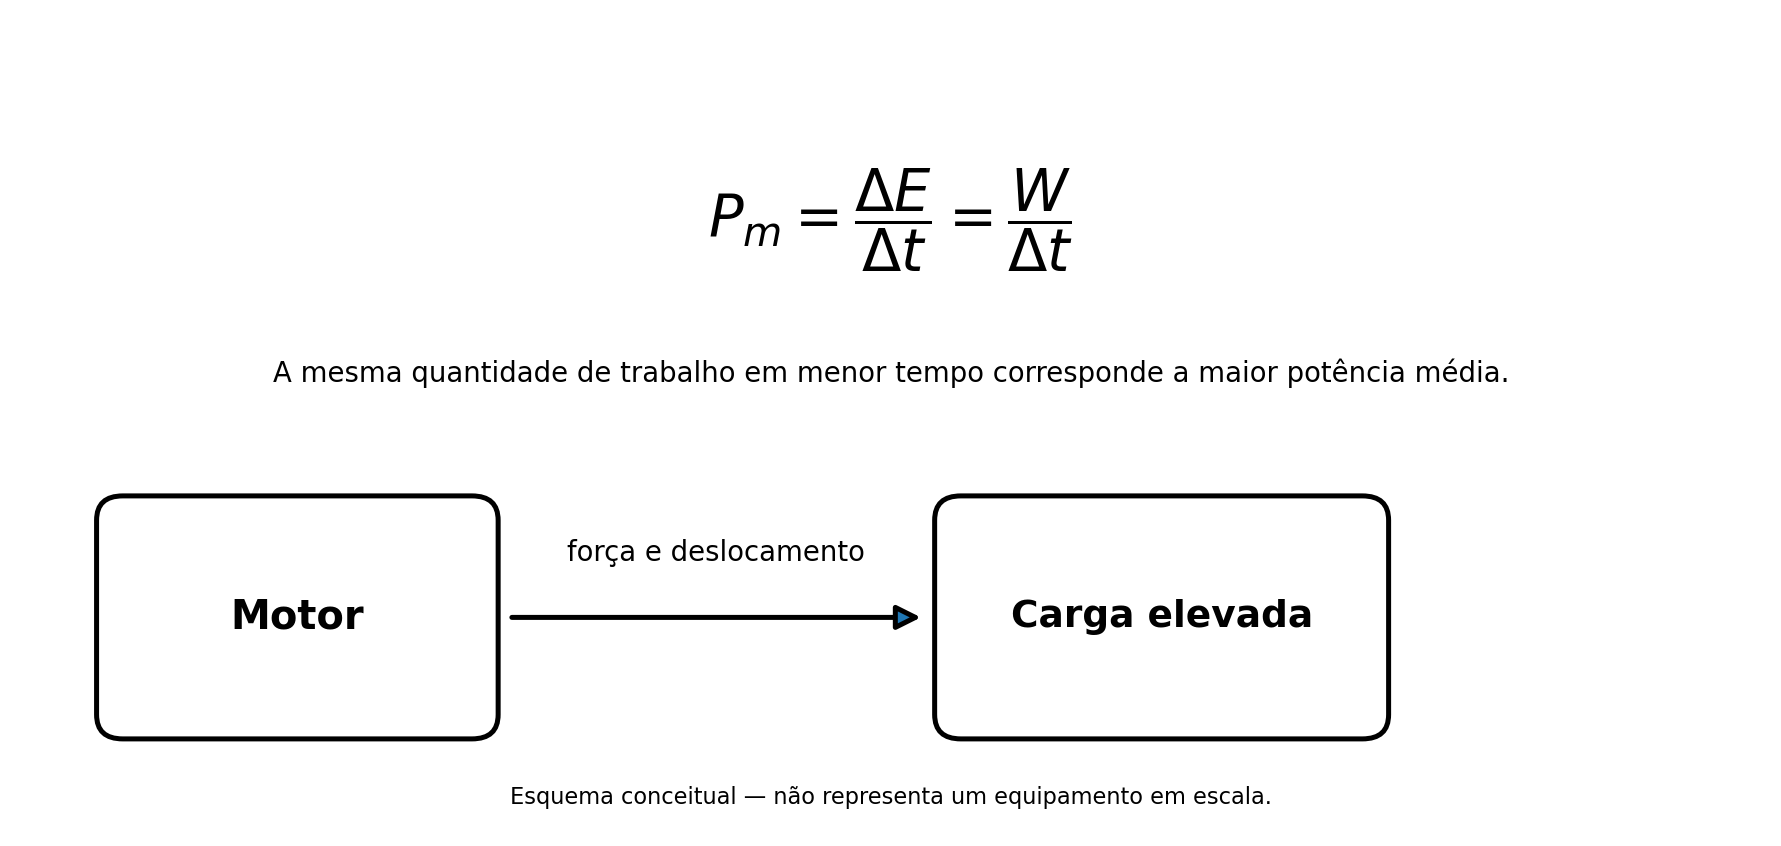 P_m = ΔE/Δt = W/Δt
A mesma quantidade de trabalho em menor tempo corresponde a maior potência média.
força e deslocamento
Motor
Carga elevada
Esquema conceitual — não representa um equipamento em escala.